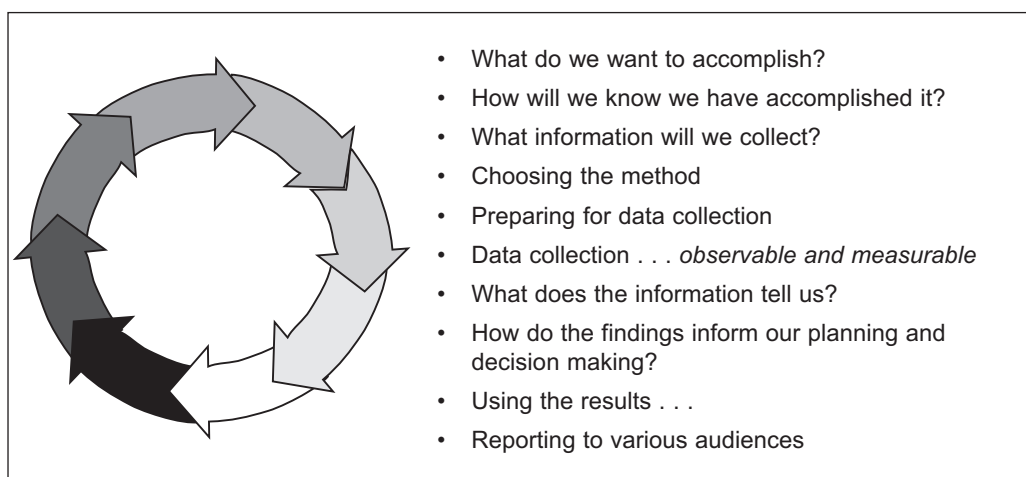 • What do we want to accomplish?
• How will we know we have accomplished it?
• What information will we collect?
• Choosing the method
• Preparing for data collection
• Data collection . . . observable and measurable
• What does the information tell us?
• How do the findings inform our planning and
decision making?
• Using the results . . .
• Reporting to various audiences